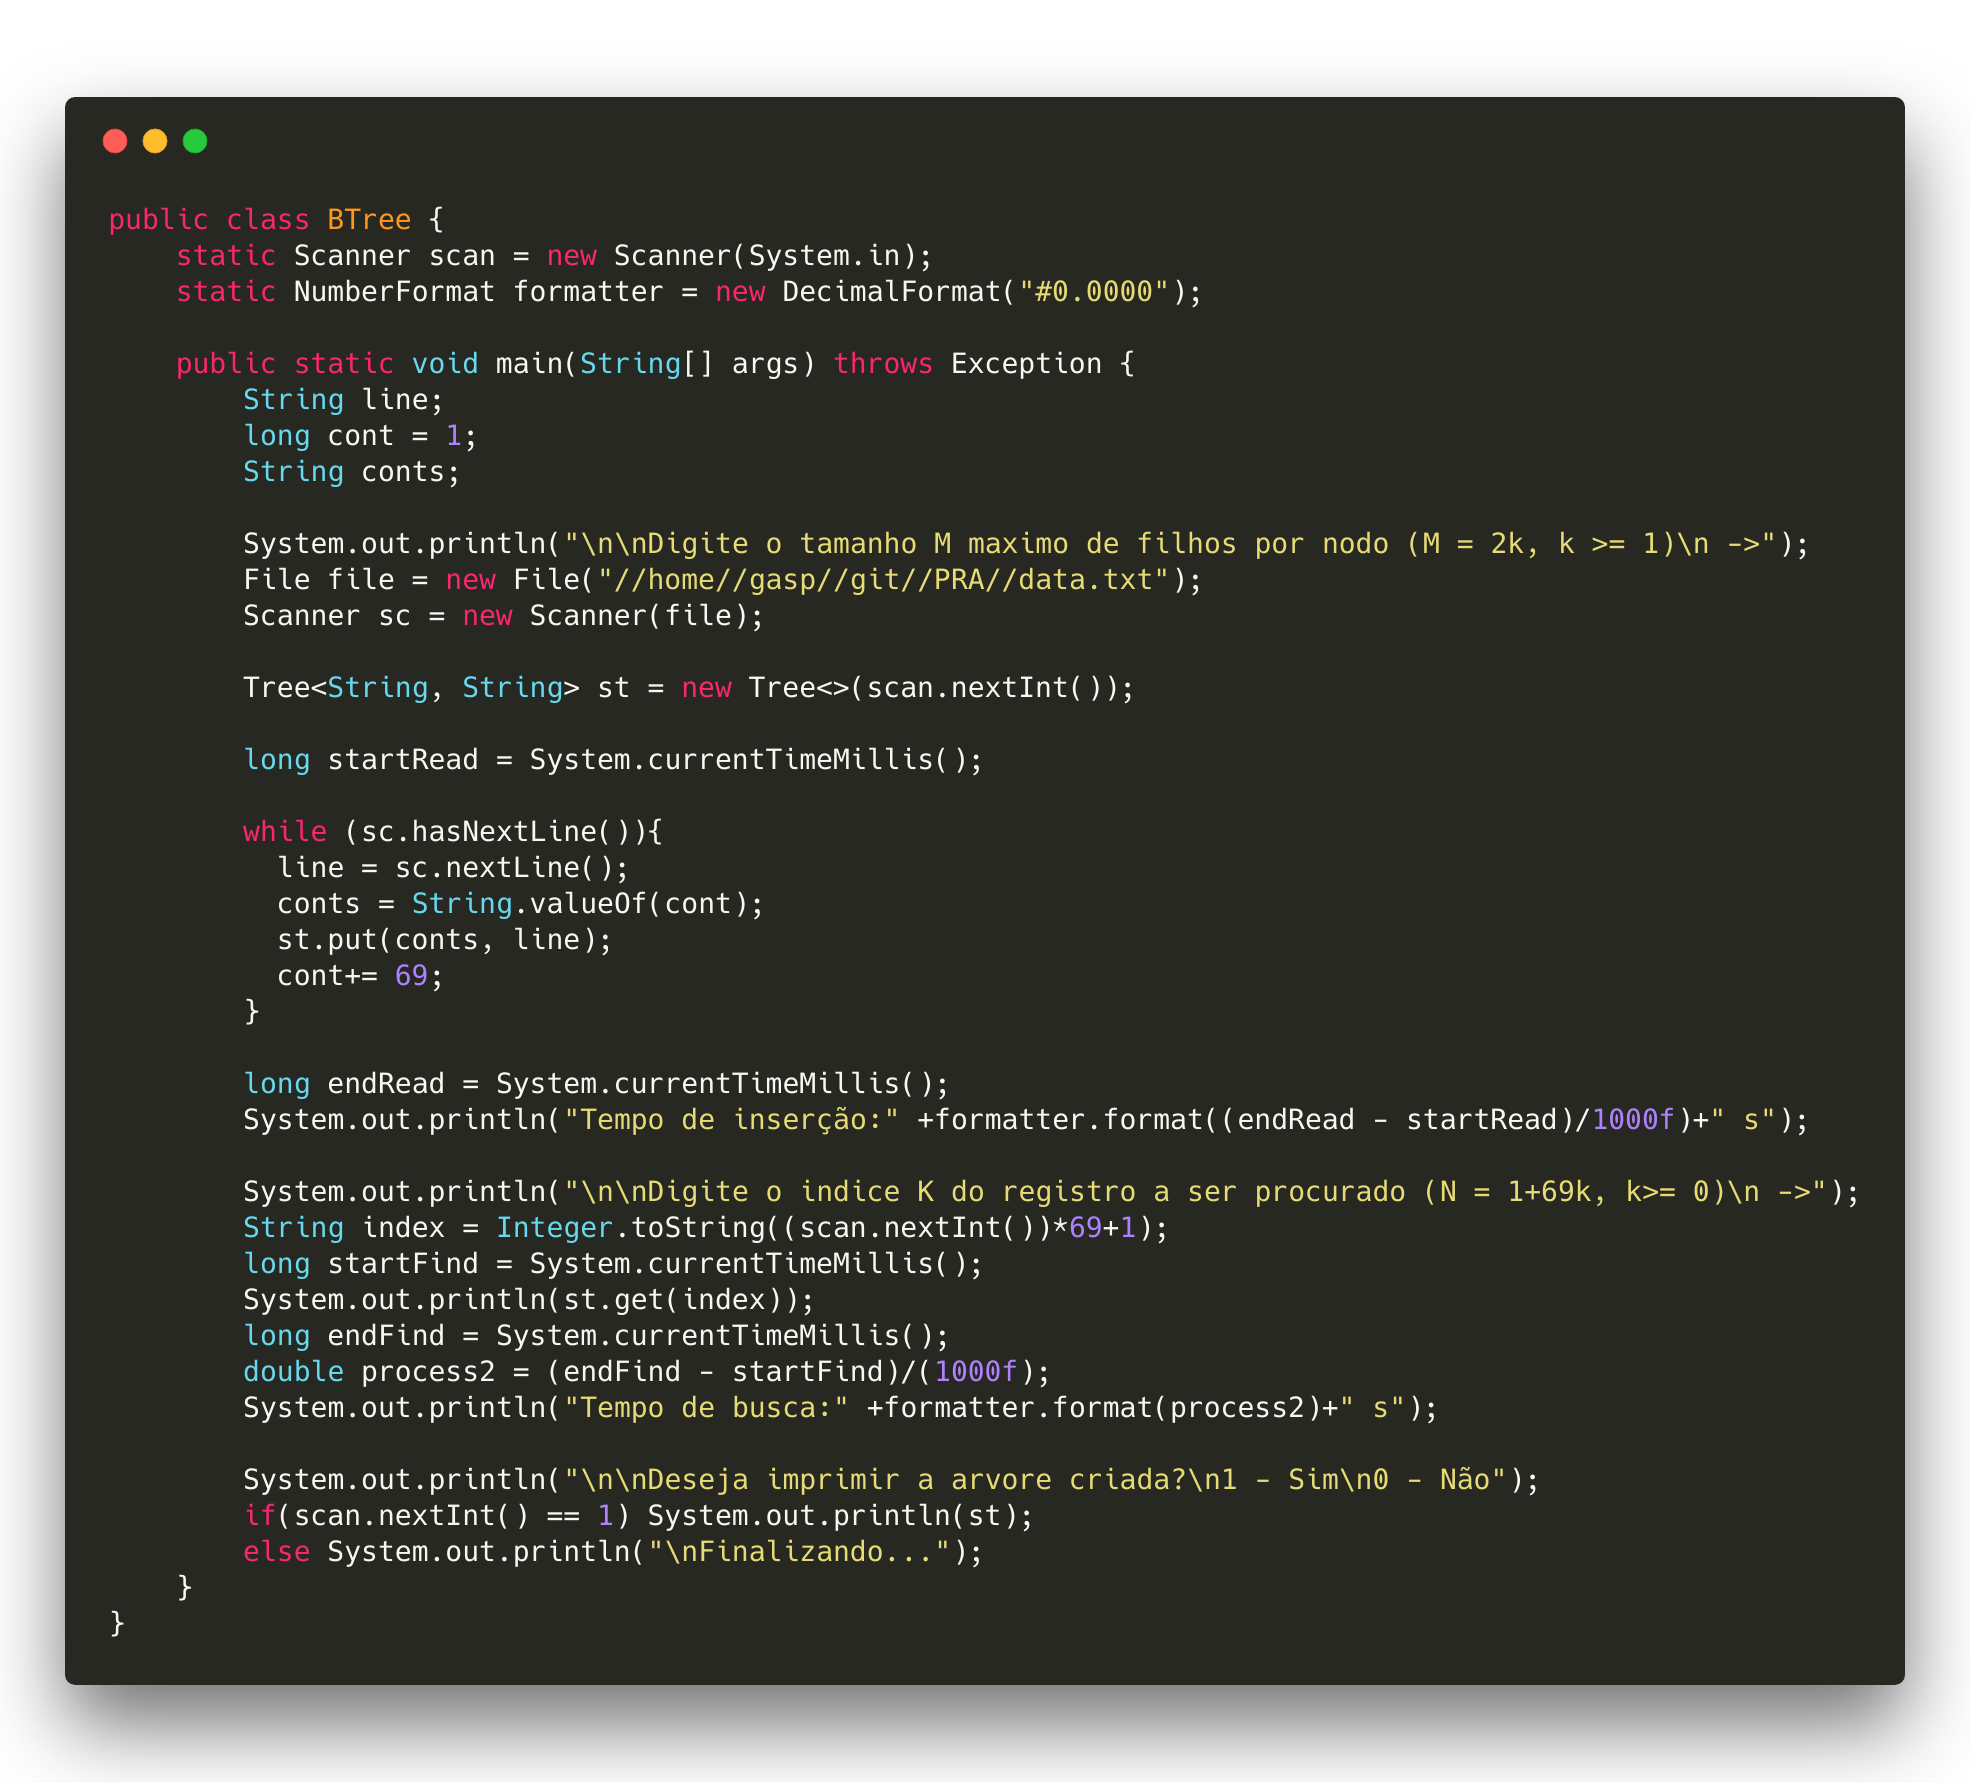 public class BTree {
    static Scanner scan = new Scanner(System.in);
    static NumberFormat formatter = new DecimalFormat("#0.0000");
    public static void main(String[] args) throws Exception {
        String line;
        long cont = 1;
        String conts;
        System.out.println("\n\nDigite o tamanho M maximo de filhos por nodo (M = 2k, k >= 1)\n ->");
        File file = new File("//home//gasp//git//PRA//data.txt");
        Scanner sc = new Scanner(file);
        Tree<String, String> st = new Tree<>(scan.nextInt());
        long startRead = System.currentTimeMillis();
        while (sc.hasNextLine()){
          line = sc.nextLine();
          conts = String.valueOf(cont);
          st.put(conts, line);
          cont+= 69;
        }
        long endRead = System.currentTimeMillis();
        System.out.println("Tempo de inserção:" +formatter.format((endRead - startRead)/1000f)+" s");
        System.out.println("\n\nDigite o indice K do registro a ser procurado (N = 1+69k, k>= 0)\n ->");
        String index = Integer.toString((scan.nextInt())*69+1);
        long startFind = System.currentTimeMillis();
        System.out.println(st.get(index));
        long endFind = System.currentTimeMillis();
        double process2 = (endFind - startFind)/(1000f);
        System.out.println("Tempo de busca:" +formatter.format(process2)+" s");
        System.out.println("\n\nDeseja imprimir a arvore criada?\n1 - Sim\n0 - Não");
        if(scan.nextInt() == 1) System.out.println(st);
        else System.out.println("\nFinalizando...");
    }
}